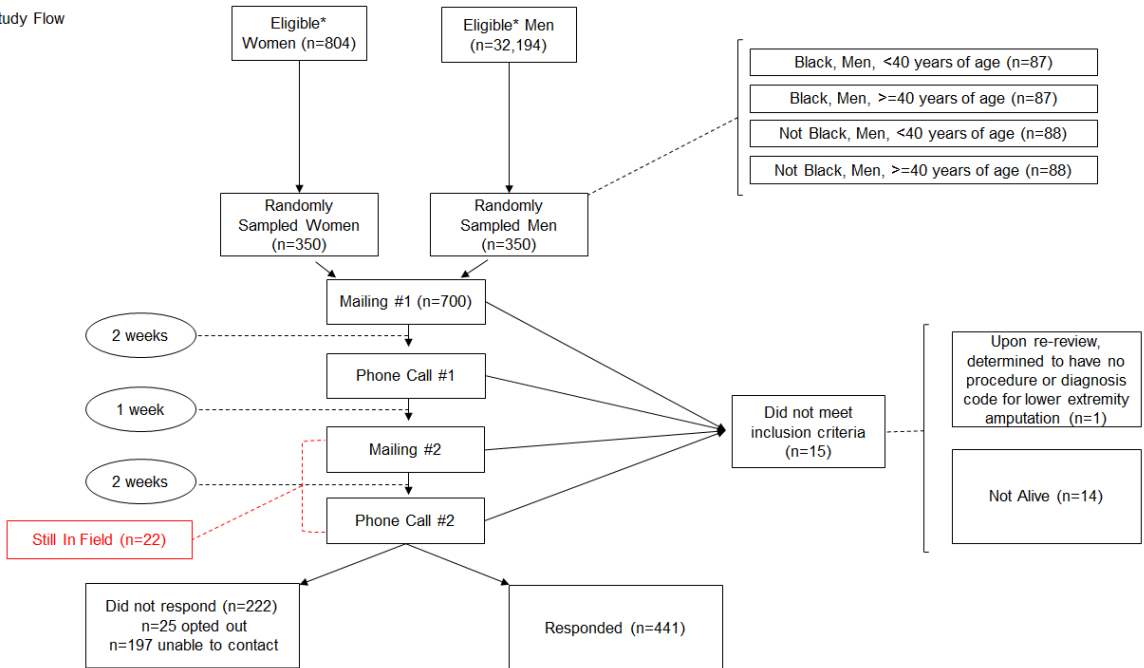 tudy Flow
Eligible*
Women (n=804)
Eligible* Men
(n=32,194)
Black, Men, <40 years of age (n=87)
Black, Men, >=40 years of age (n=87)
Not Black, Men, <40 years of age (n=88)
Not Black, Men, >=40 years of age (n=88)
Randomly
Sampled Women
(n=350)
Randomly
Sampled Men
(n=350)
Mailing #1 (n=700)
2 weeks
Phone Call #1
1 week
Mailing #2
2 weeks
Phone Call #2
Still In Field (n=22)
Did not meet
inclusion criteria
(n=15)
Upon re-review,
determined to have no
procedure or diagnosis
code for lower extremity
amputation (n=1)
Not Alive (n=14)
Did not respond (n=222)
n=25 opted out
n=197 unable to contact
Responded (n=441)